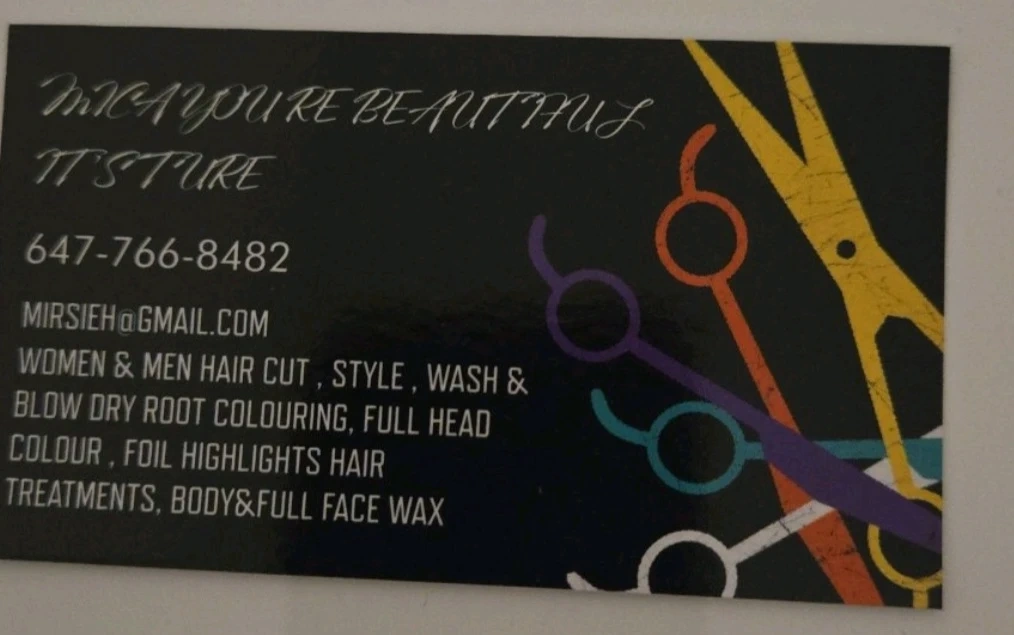 MICA YOU RE BEAUTIFUL
IT'S TURE
647-766-8482
MIRSIEH@GMAIL.COM
WOMEN & MEN HAIR CUT , STYLE , WASH &
BLOW DRY ROOT COLOURING, FULL HEAD
COLOUR , FOIL HIGHLIGHTS HAIR
TREATMENTS, BODY&FULL FACE WAX